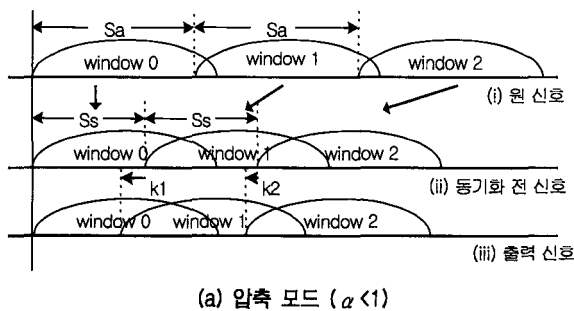 Sa Sa
window 0 window 1 window 2
(i) 원 신호
Ss Ss
window 0 window 1 window 2
(ii) 동기화 전 신호
k1 k2
window 0 window 1 window 2
(iii) 출력 신호
(a) 압축 모드 ( α <1)